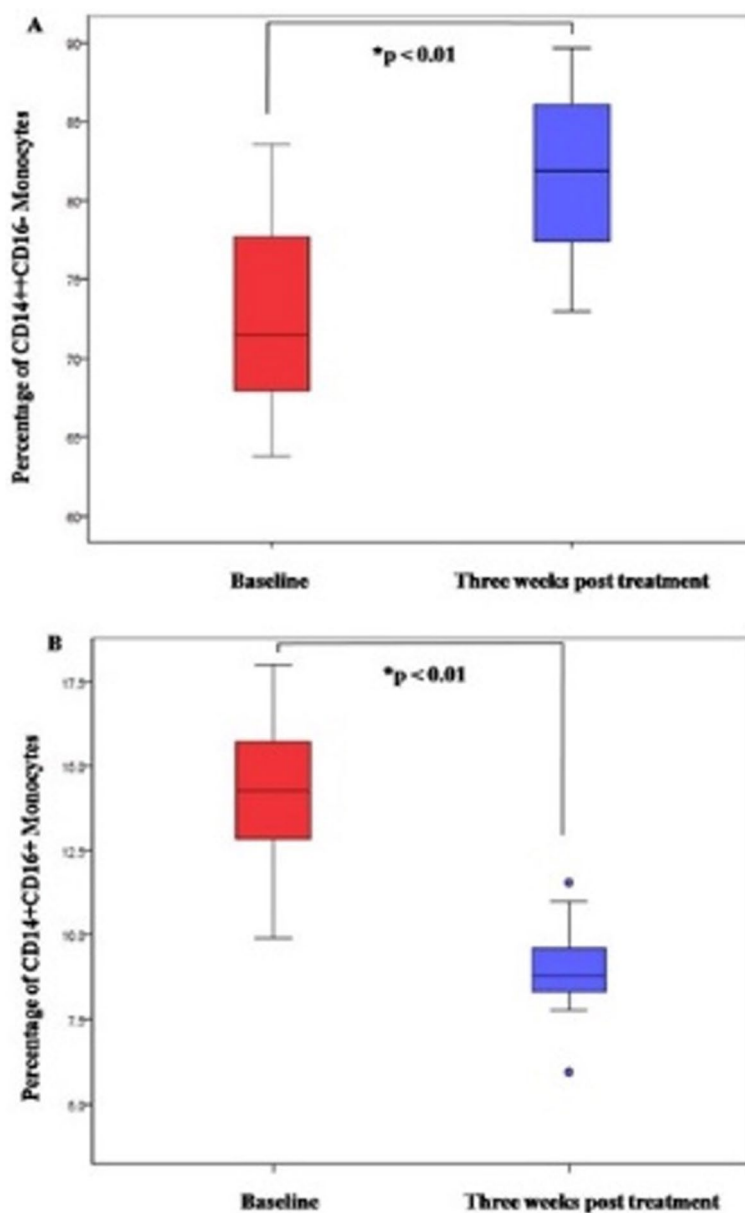 A
*p < 0.01
Percentage of CD14++CD16- Monocytes
90
85
80
75
70
65
60
Baseline
Three weeks post treatment
B
*p < 0.01
Percentage of CD14+CD16+ Monocytes
17.5
15.0
12.5
10.0
7.5
5.0
Baseline
Three weeks post treatment